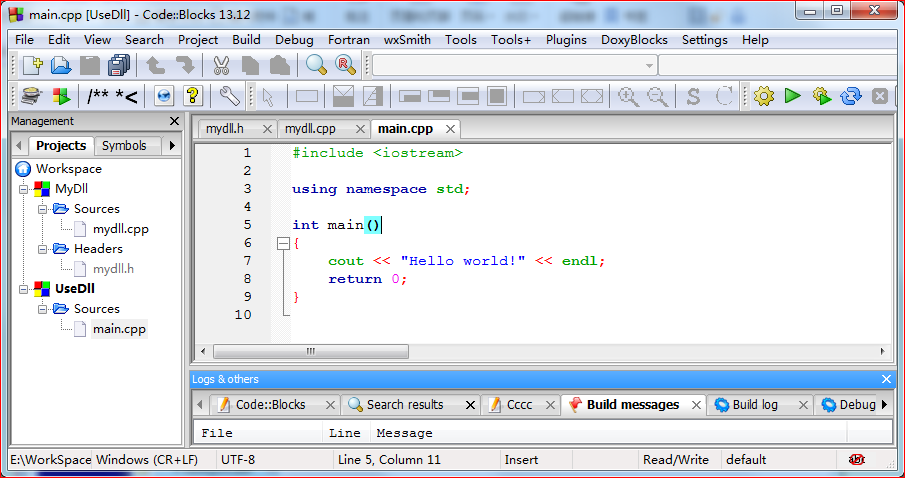 main.cpp [UseDll] - Code::Blocks 13.12
File Edit View Search Project Build Debug Fortran wxSmith Tools Tools+ Plugins DoxyBlocks Settings Help
/** *<
S
Management
mydll.h mydll.cpp main.cpp
Projects Symbols
Workspace
MyDll
Sources
mydll.cpp
Headers
mydll.h
UseDll
Sources
main.cpp
1 #include <iostream>
2
3 using namespace std;
4
5 int main()
6 {
7 cout << "Hello world!" << endl;
8 return 0;
9 }
10
Logs & others
Code::Blocks Search results Cccc Build messages Build log Debug
File Line Message
E:\WorkSpace Windows (CR+LF) UTF-8 Line 5, Column 11 Insert Read/Write default abc